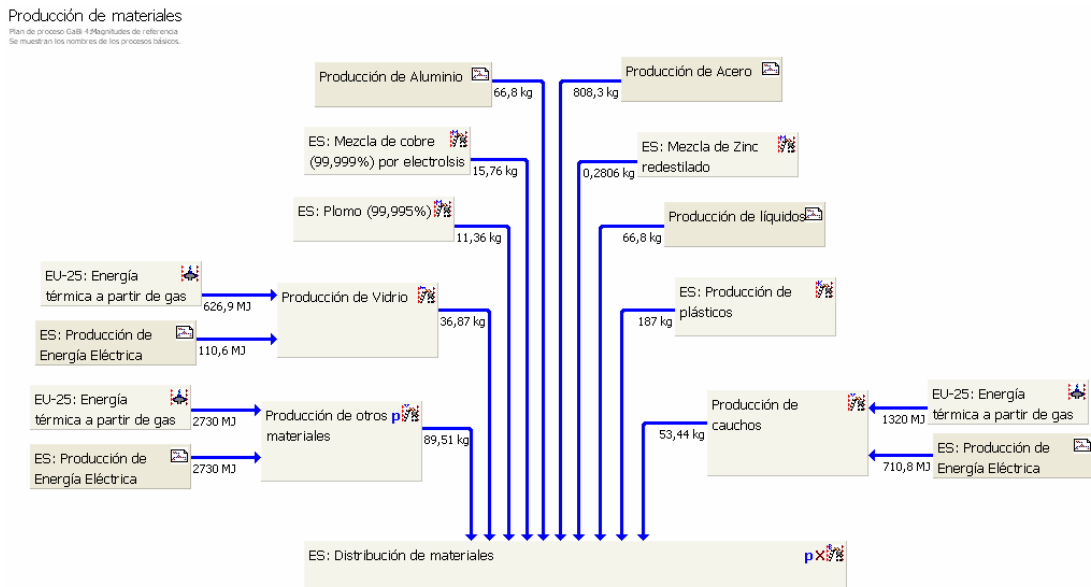 Producción de materiales
Plan de proceso GaBi 4:Magnitudes de referencia
Se muestran los nombres de los procesos básicos.
Producción de Aluminio
66,8 kg
Producción de Acero
808,3 kg
ES: Mezcla de cobre
(99,999%) por electrolsis
15,76 kg
ES: Mezcla de Zinc
redestilado
0,2806 kg
ES: Plomo (99,995%)
11,36 kg
Producción de líquidos
66,8 kg
EU-25: Energía
térmica a partir de gas
626,9 MJ
ES: Producción de
Energía Eléctrica
110,6 MJ
Producción de Vidrio
36,87 kg
ES: Producción de
plásticos
187 kg
EU-25: Energía
térmica a partir de gas
2730 MJ
ES: Producción de
Energía Eléctrica
2730 MJ
Producción de otros
materiales
p
89,51 kg
Producción de
cauchos
53,44 kg
EU-25: Energía
térmica a partir de gas
1320 MJ
ES: Producción de
Energía Eléctrica
710,8 MJ
ES: Distribución de materiales
p X